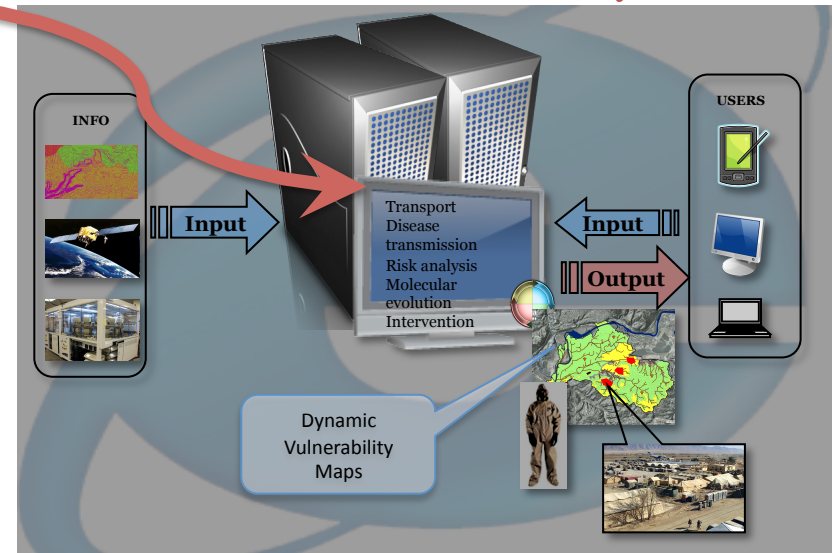 INFO
USERS
Input
Transport
Disease
transmission
Risk analysis
Molecular
evolution
Intervention
Input
Output
Dynamic
Vulnerability
Maps